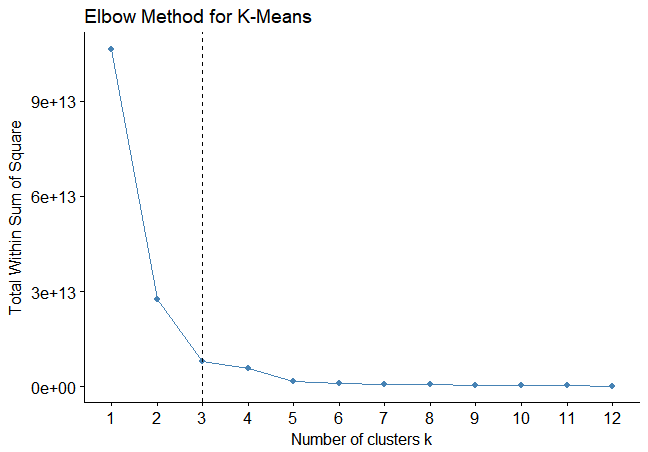 Elbow Method for K-Means
Total Within Sum of Square
9e+13
6e+13
3e+13
0e+00
1 2 3 4 5 6 7 8 9 10 11 12
Number of clusters k